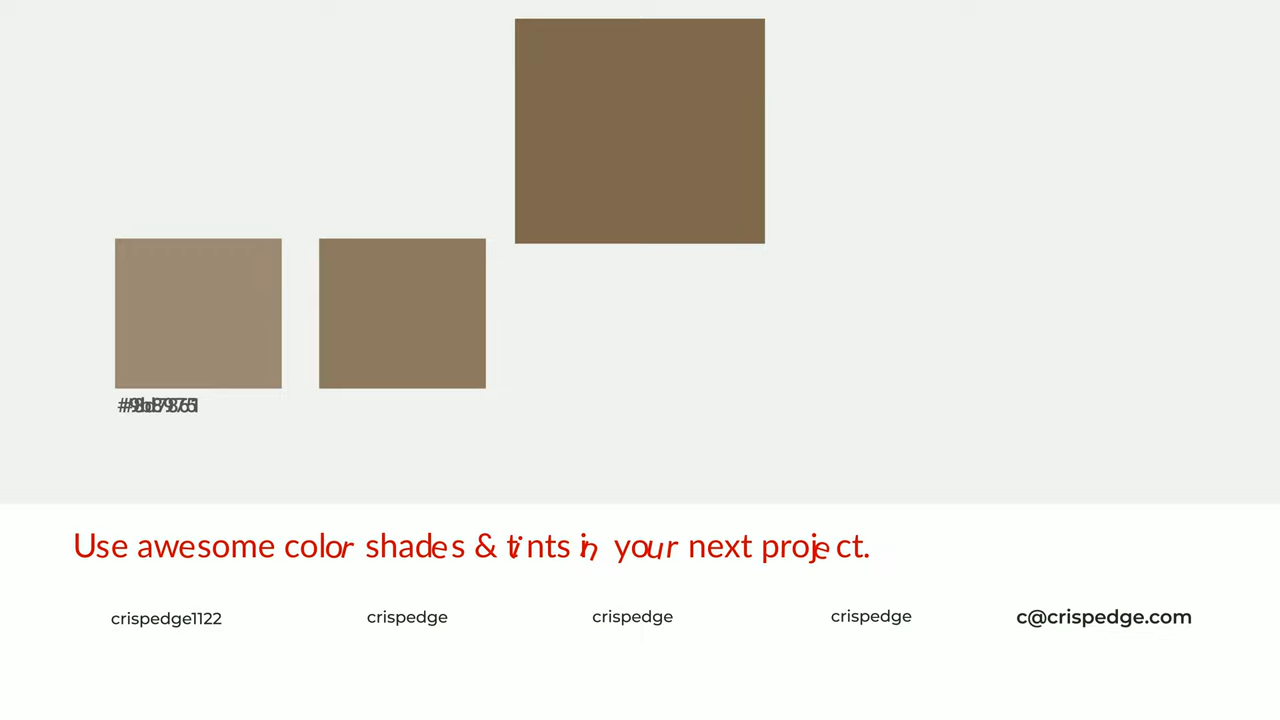 Use awesome color shades & tints in your next project.
crispedge1122 crispedge crispedge crispedge c@crispedge.com